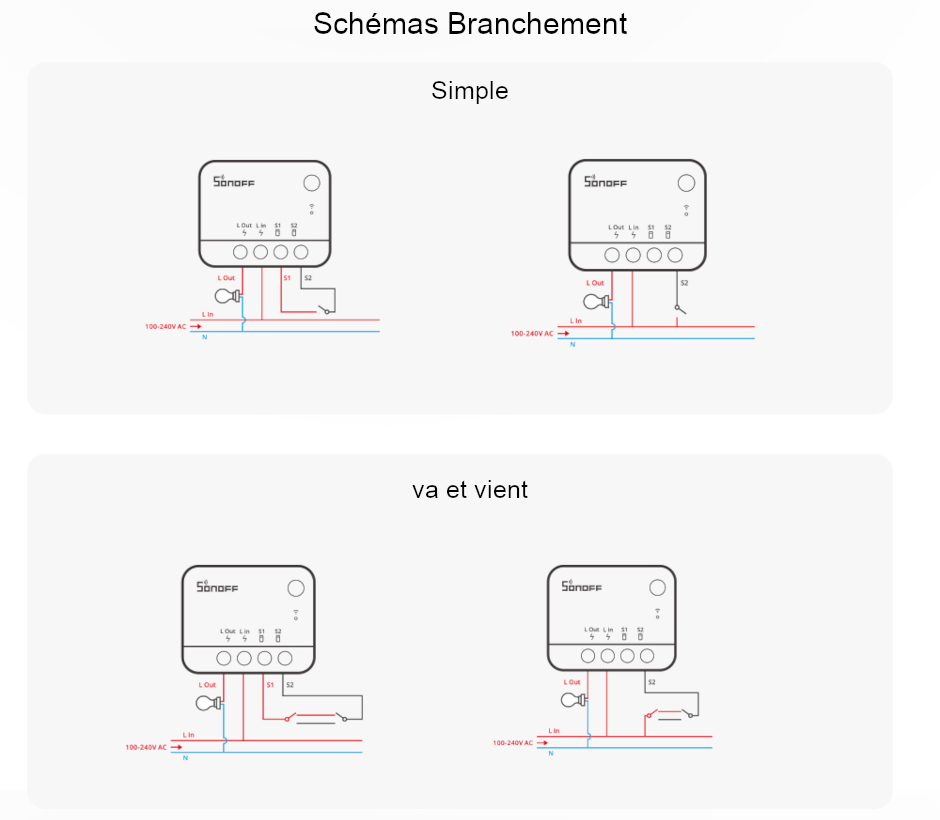 Schémas Branchement
Simple
SONOFF
L Out L in S1 S2
L Out S1 S2
L In
100-240V AC
N
SONOFF
L Out L in S1 S2
L Out S2
L In
100-240V AC
N
va et vient
SONOFF
L Out L in S1 S2
L Out S1 S2
L In
100-240V AC
N
SONOFF
L Out L in S1 S2
L Out S2
L In
100-240V AC
N